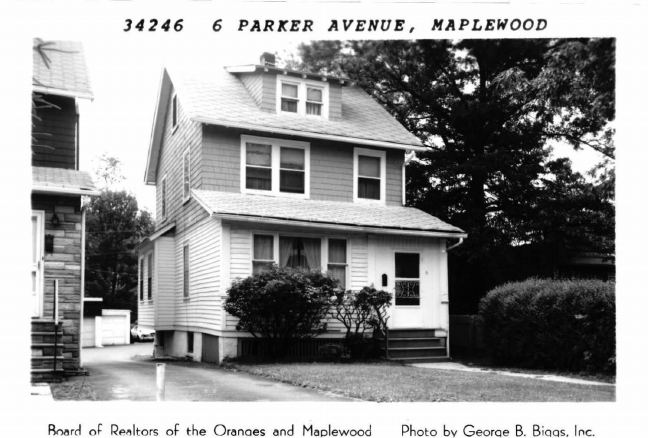 34246 6 PARKER AVENUE, MAPLEWOOD
Board of Realtors of the Oranges and Maplewood Photo by George B. Biggs, Inc.